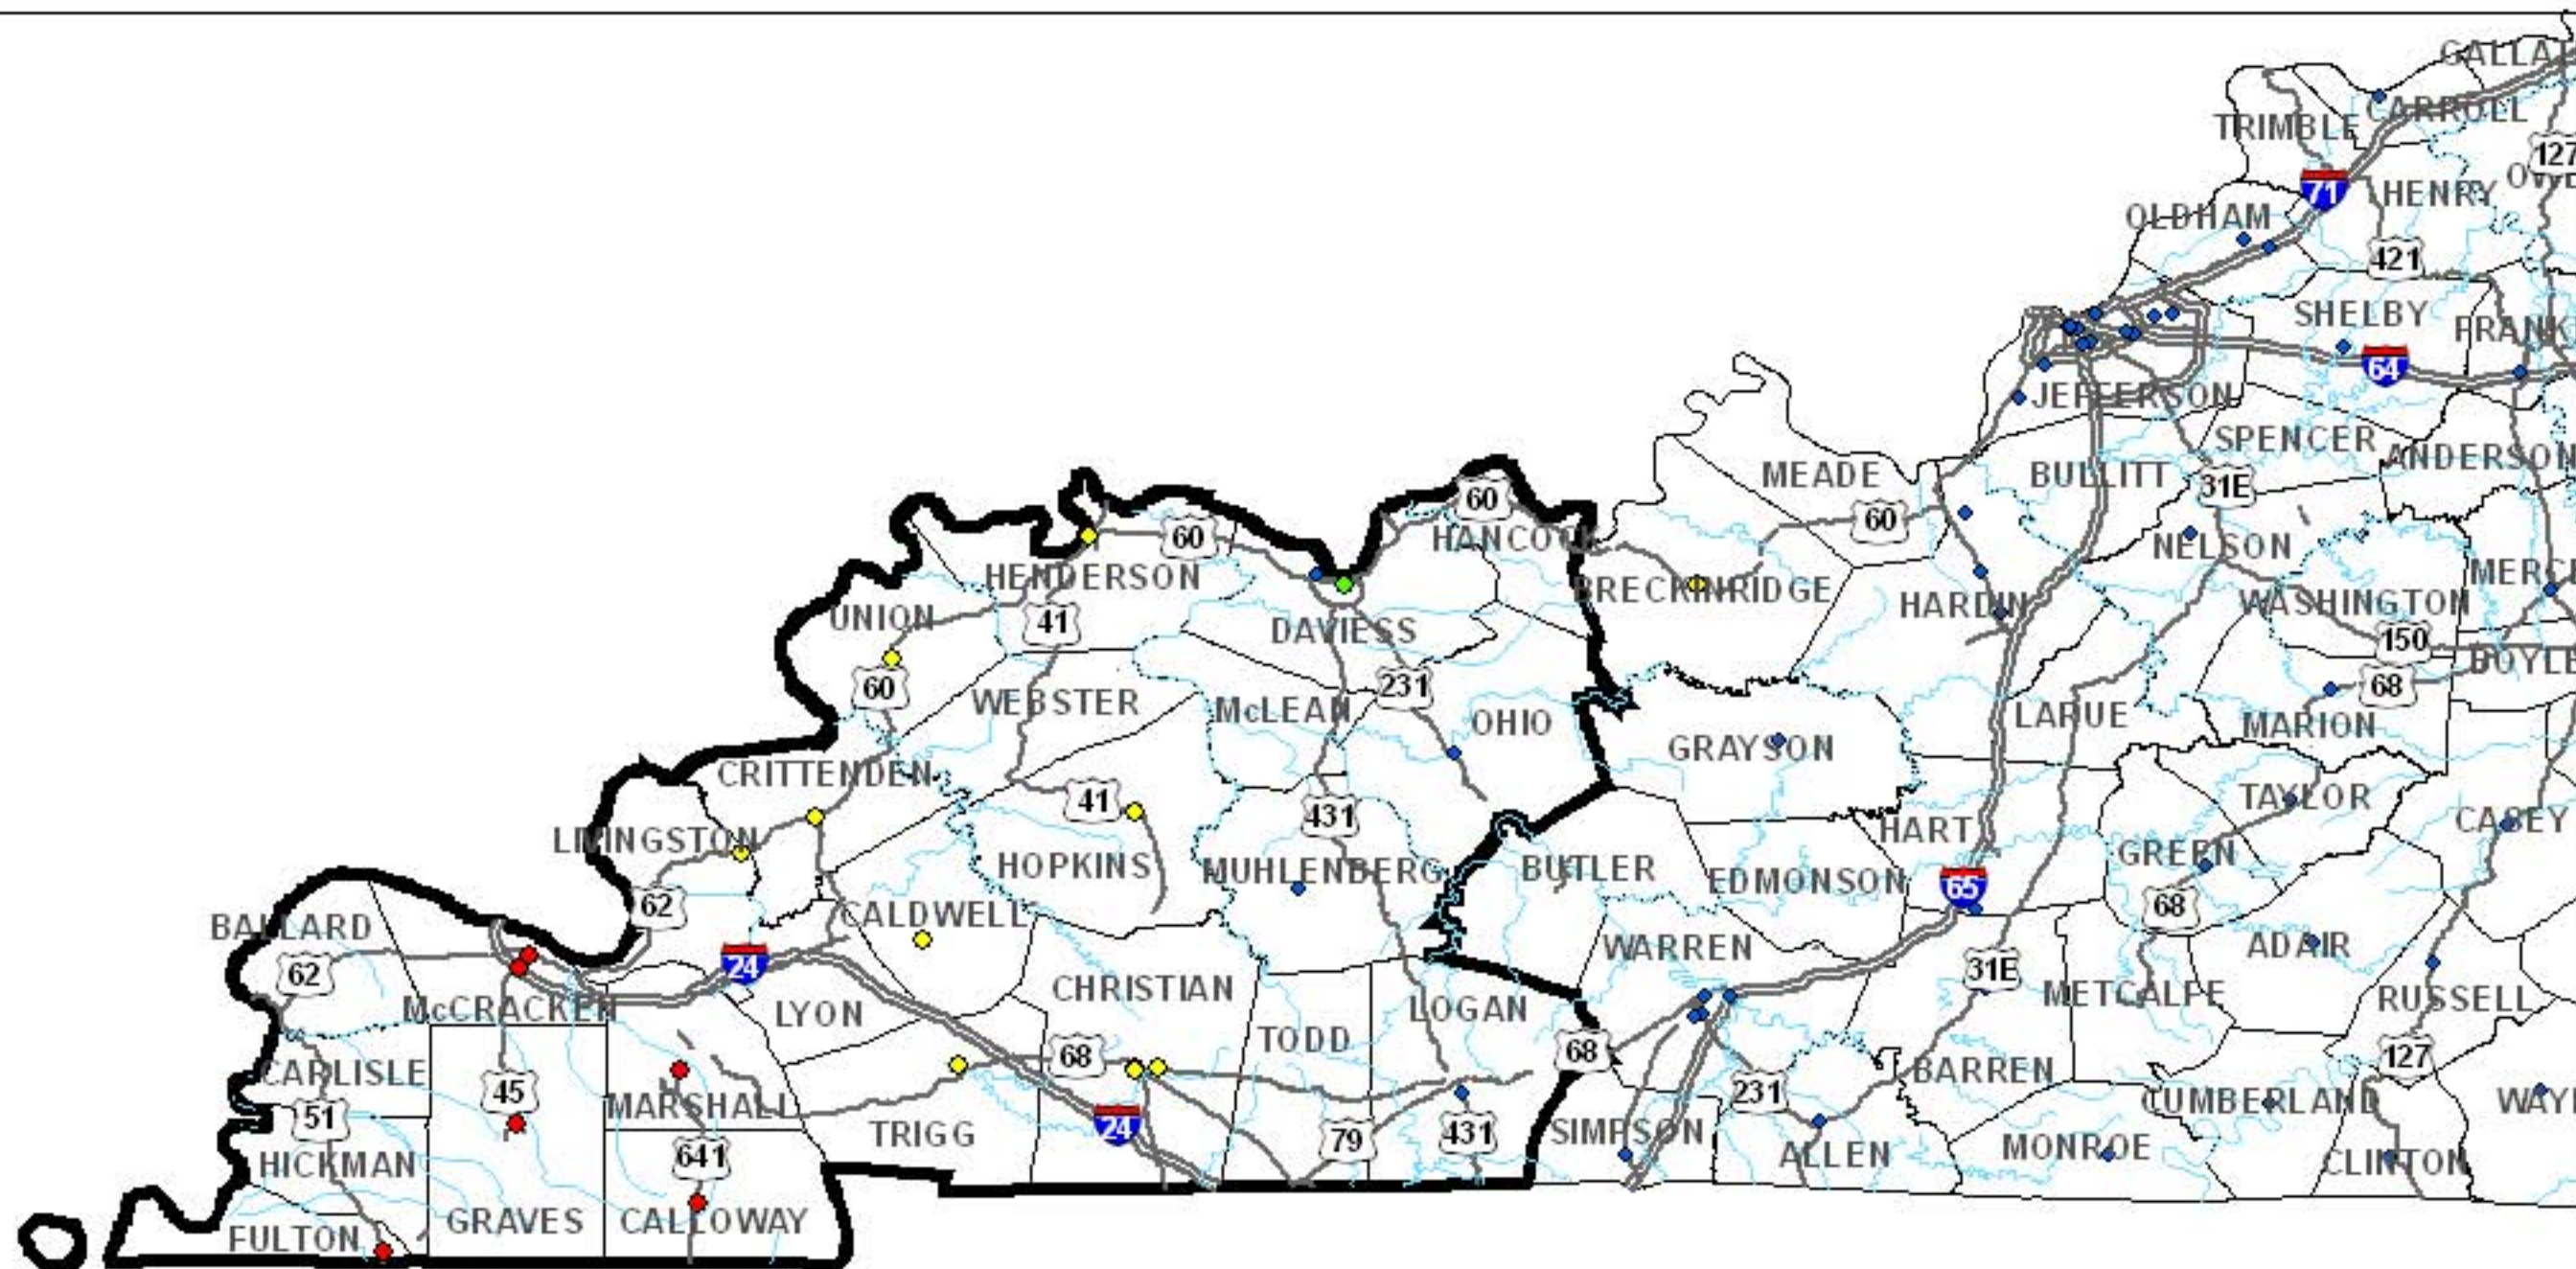 GALLAT
CARROLL
TRIMBLE
127
71
HENRY
OWE
OLDHAM
421
SHELBY
FRANK
64
JEFFERSON
SPENCER
ANDERSON
MEADE
BULLITT
31E
60
HANCOCK
60
60
NELSON
HENDERSON
BRECKINRIDGE
MERCE
UNION
41
HARDIN
WASHINGTON
DAVIESS
150
BOYLE
60
231
68
WEBSTER
McLEAN
OHIO
LARUE
MARION
GRAYSON
CRITTENDEN
41
TAYLOR
431
CASEY
LIVINGSTON
HART
HOPKINS
MUHLENBERG
BUTLER
GREEN
EDMONSON
65
62
68
BALLARD
CALDWELL
WARREN
ADAIR
62
24
CHRISTIAN
31E
McCRACKEN
LYON
LOGAN
METCALFE
RUSSELL
TODD
68
68
127
CARLISLE
BARREN
45
231
MARSHALL
CUMBERLAND
WAY
51
24
TRIGG
79
431
SIMPSON
MONROE
HICKMAN
641
ALLEN
CLINTON
GRAVES
CALLOWAY
FULTON